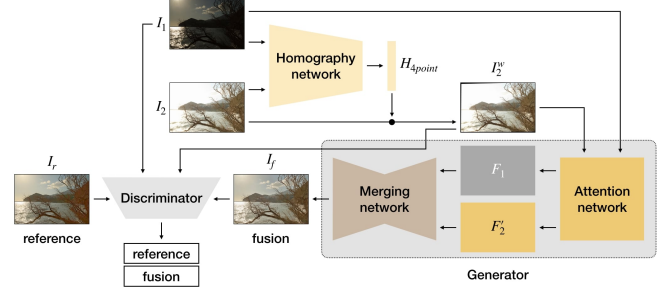 I₁
Homography
network
H₄ₚₒᵢₙₜ
I₂
I₂ʷ
Iᵣ
I_f
Discriminator
Merging
network
F₁
F₂′
Attention
network
reference
fusion
reference
fusion
Generator